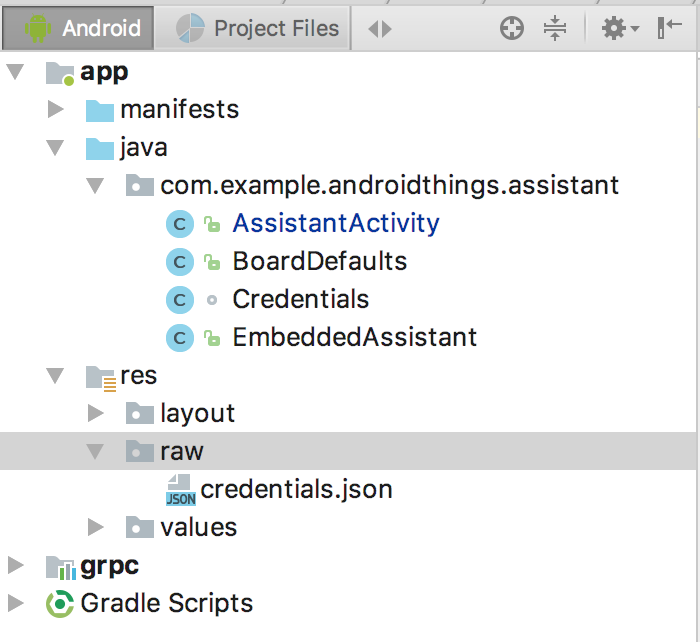 Android Project Files
app
manifests
java
com.example.androidthings.assistant
C AssistantActivity
C BoardDefaults
C Credentials
C EmbeddedAssistant
res
layout
raw
JSON credentials.json
values
grpc
Gradle Scripts